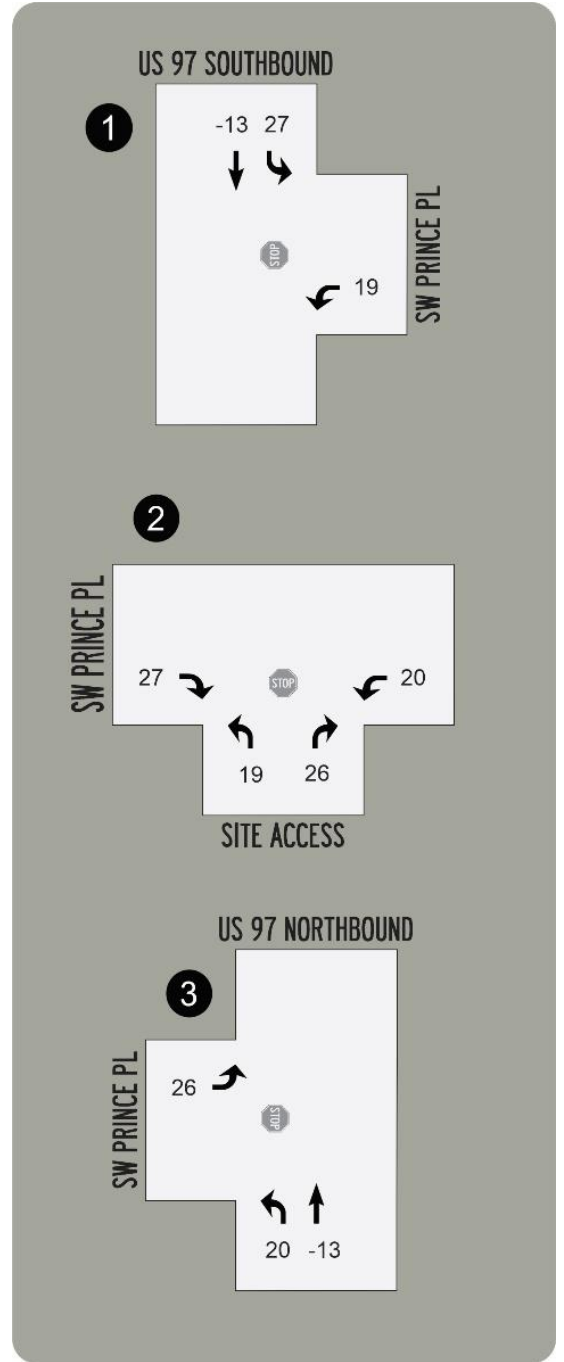 US 97 SOUTHBOUND
1
-13 27
SW PRINCE PL
STOP
19
2
SW PRINCE PL
27
STOP
20
19 26
SITE ACCESS
US 97 NORTHBOUND
3
SW PRINCE PL
26
STOP
20 -13